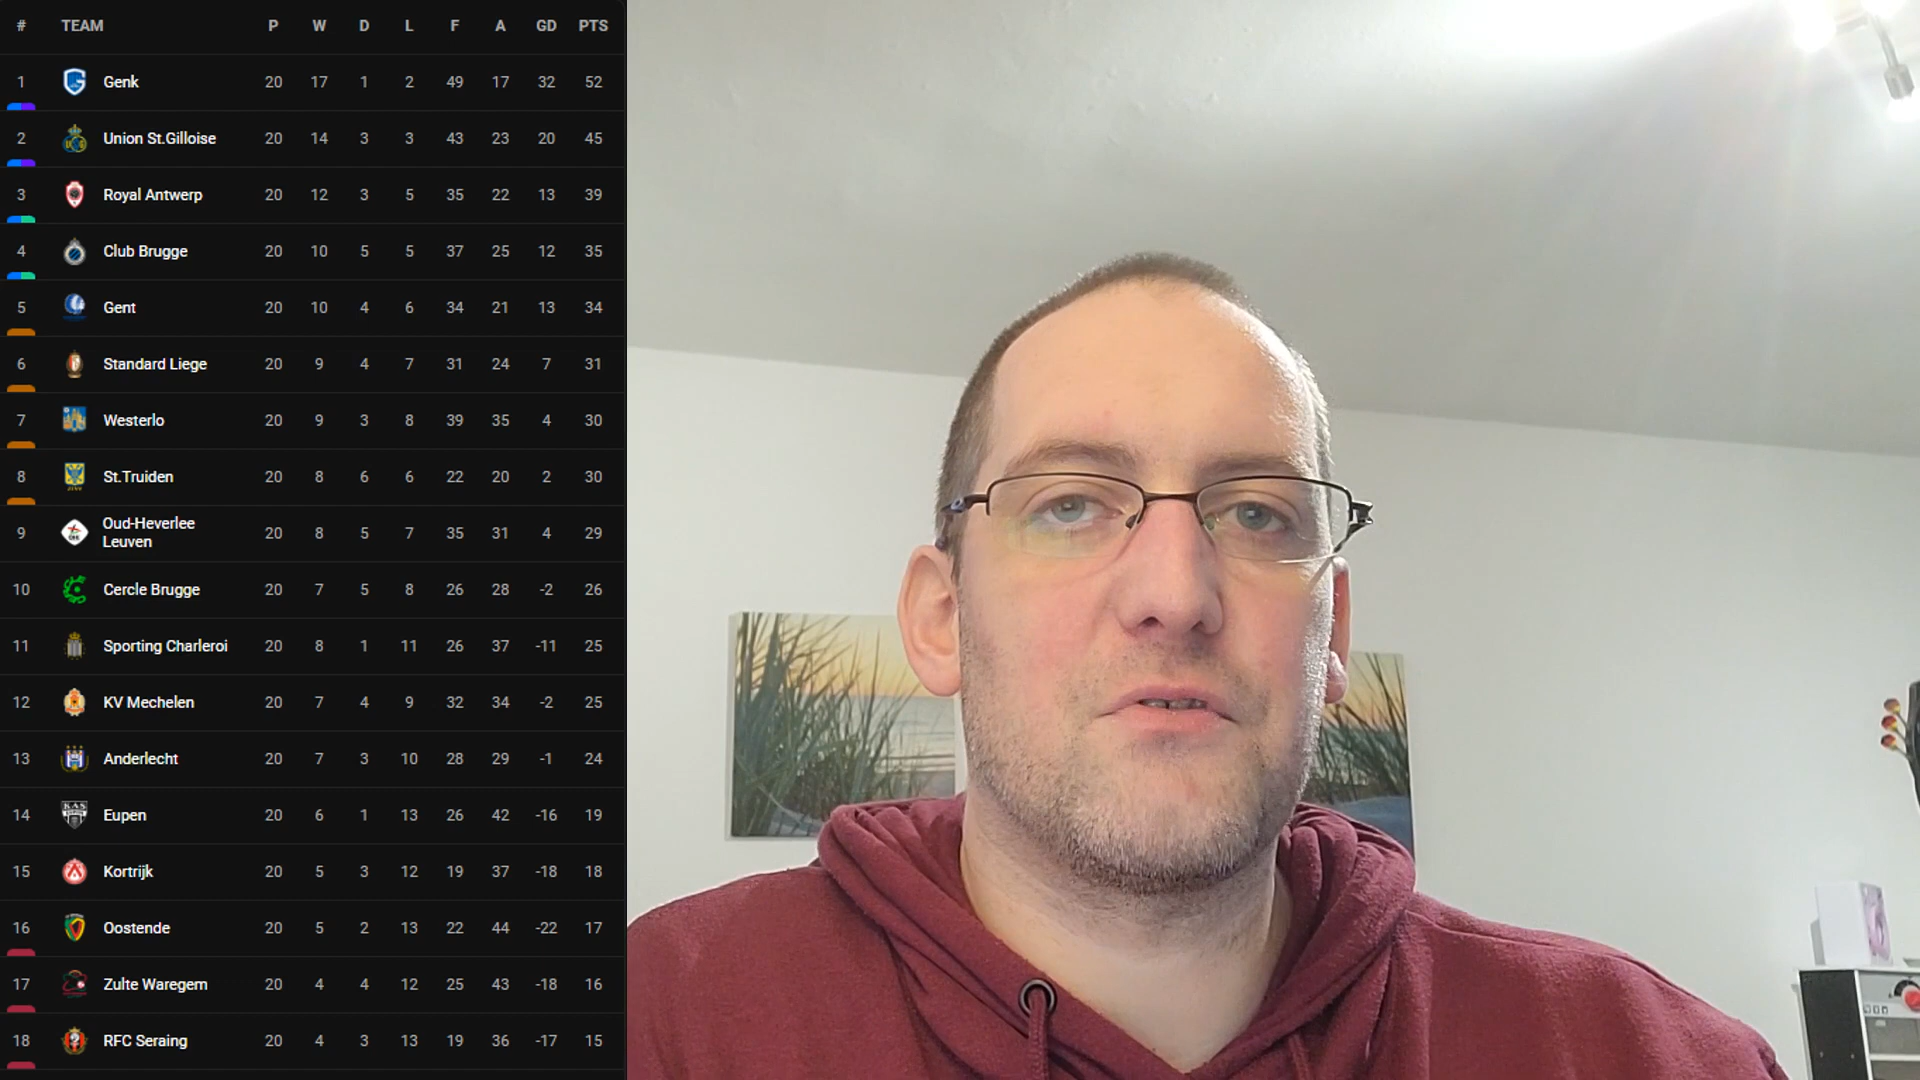 # TEAM P W D L F A GD PTS
1 Genk 20 17 1 2 49 17 32 52
2 Union St.Gilloise 20 14 3 3 43 23 20 45
3 Royal Antwerp 20 12 3 5 35 22 13 39
4 Club Brugge 20 10 5 5 37 25 12 35
5 Gent 20 10 4 6 34 21 13 34
6 Standard Liege 20 9 4 7 31 24 7 31
7 Westerlo 20 9 3 8 39 35 4 30
8 St.Truiden 20 8 6 6 22 20 2 30
9 Oud-Heverlee Leuven 20 8 5 7 35 31 4 29
10 Cercle Brugge 20 7 5 8 26 28 -2 26
11 Sporting Charleroi 20 8 1 11 26 37 -11 25
12 KV Mechelen 20 7 4 9 32 34 -2 25
13 Anderlecht 20 7 3 10 28 29 -1 24
14 Eupen 20 6 1 13 26 42 -16 19
15 Kortrijk 20 5 3 12 19 37 -18 18
16 Oostende 20 5 2 13 22 44 -22 17
17 Zulte Waregem 20 4 4 12 25 43 -18 16
18 RFC Seraing 20 4 3 13 19 36 -17 15